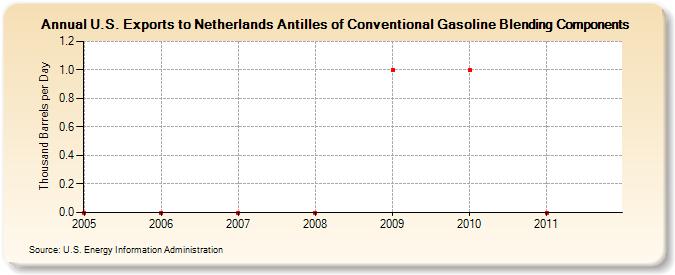 Annual U.S. Exports to Netherlands Antilles of Conventional Gasoline Blending Components
Thousand Barrels per Day
1.2
1.0
0.8
0.6
0.4
0.2
0.0
2005 2006 2007 2008 2009 2010 2011
Source: U.S. Energy Information Administration